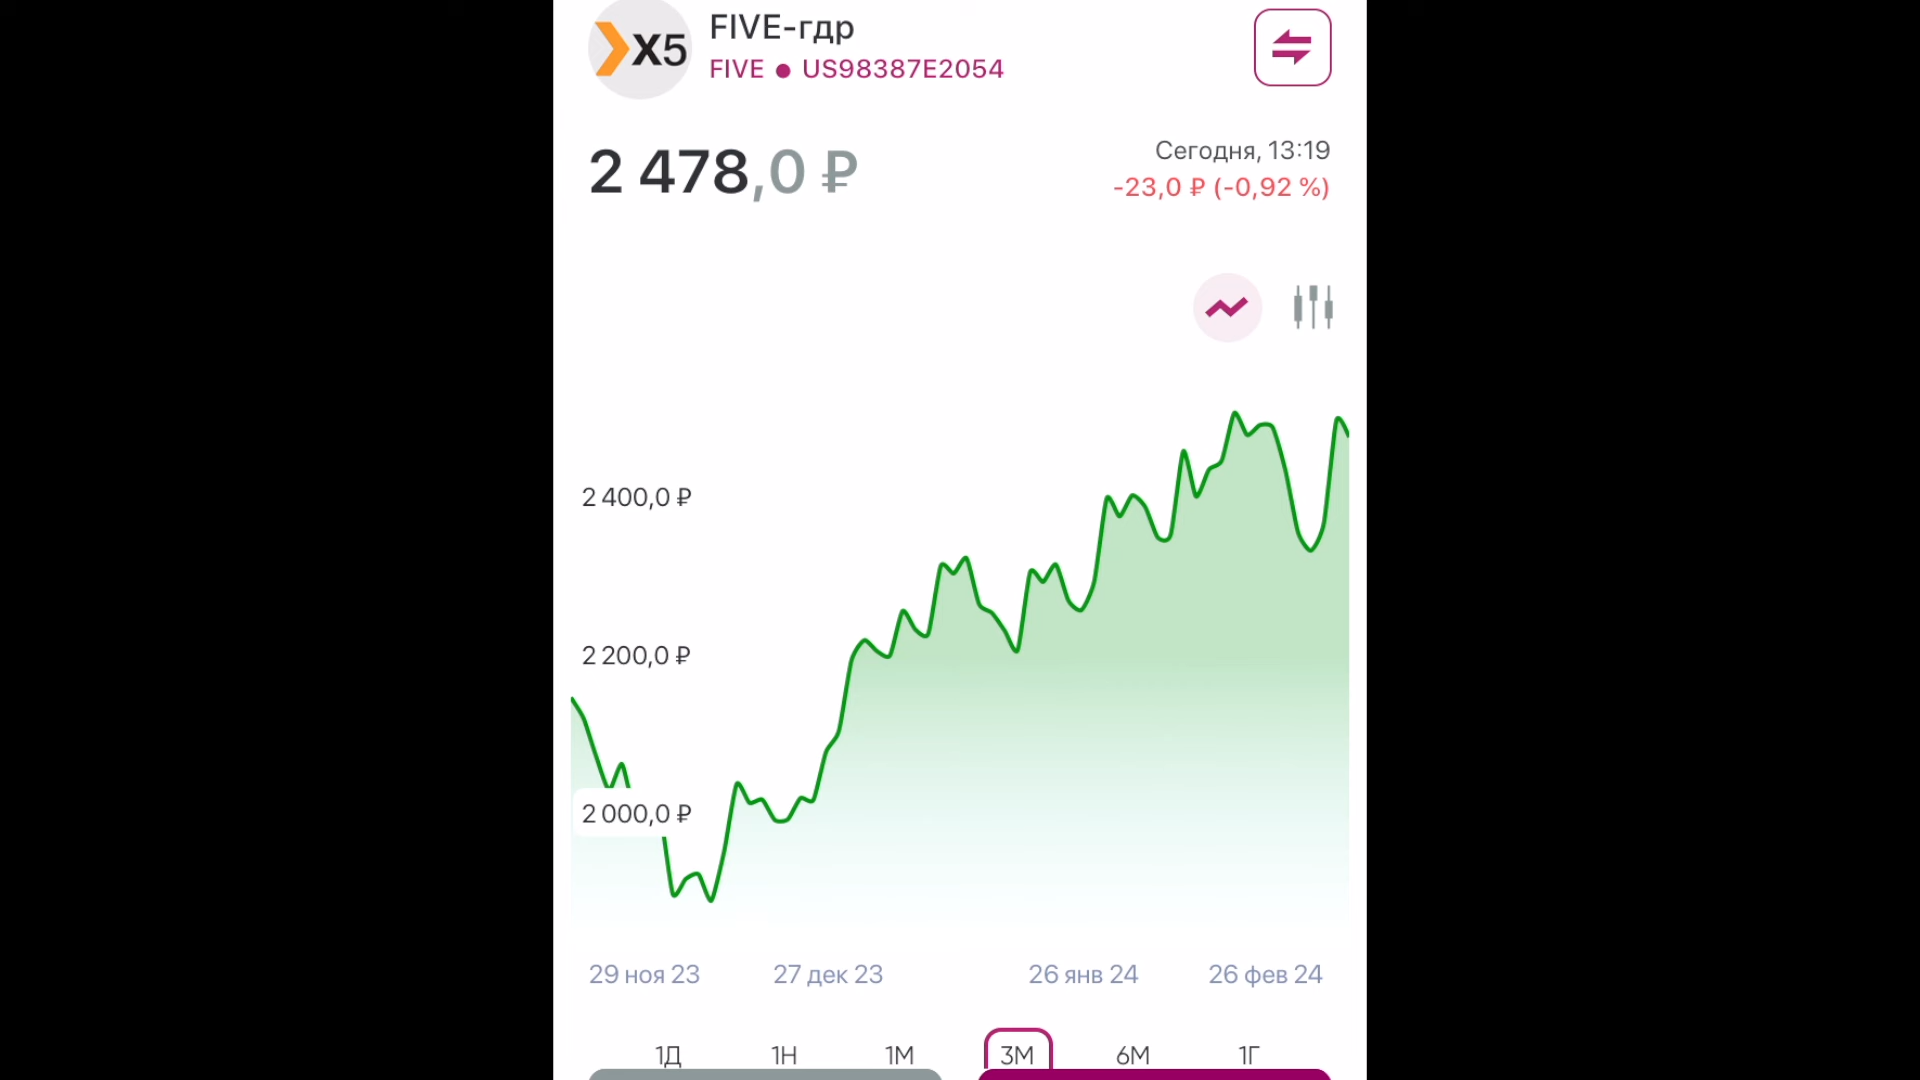 X5
FIVE-гдр
FIVE ● US98387E2054
2 478,0 ₽
Сегодня, 13:19
-23,0 ₽ (-0,92 %)
2 400,0 ₽
2 200,0 ₽
2 000,0 ₽
29 ноя 23 27 дек 23 26 янв 24 26 фев 24
1Д 1Н 1М 3М 6М 1Г